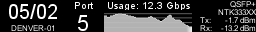 05/02
DENVER-01
Port
5
Usage: 12.3 Gbps
QSFP+
NTK333XX
Tx: -1.7 dBm
Rx: -13.2 dBm